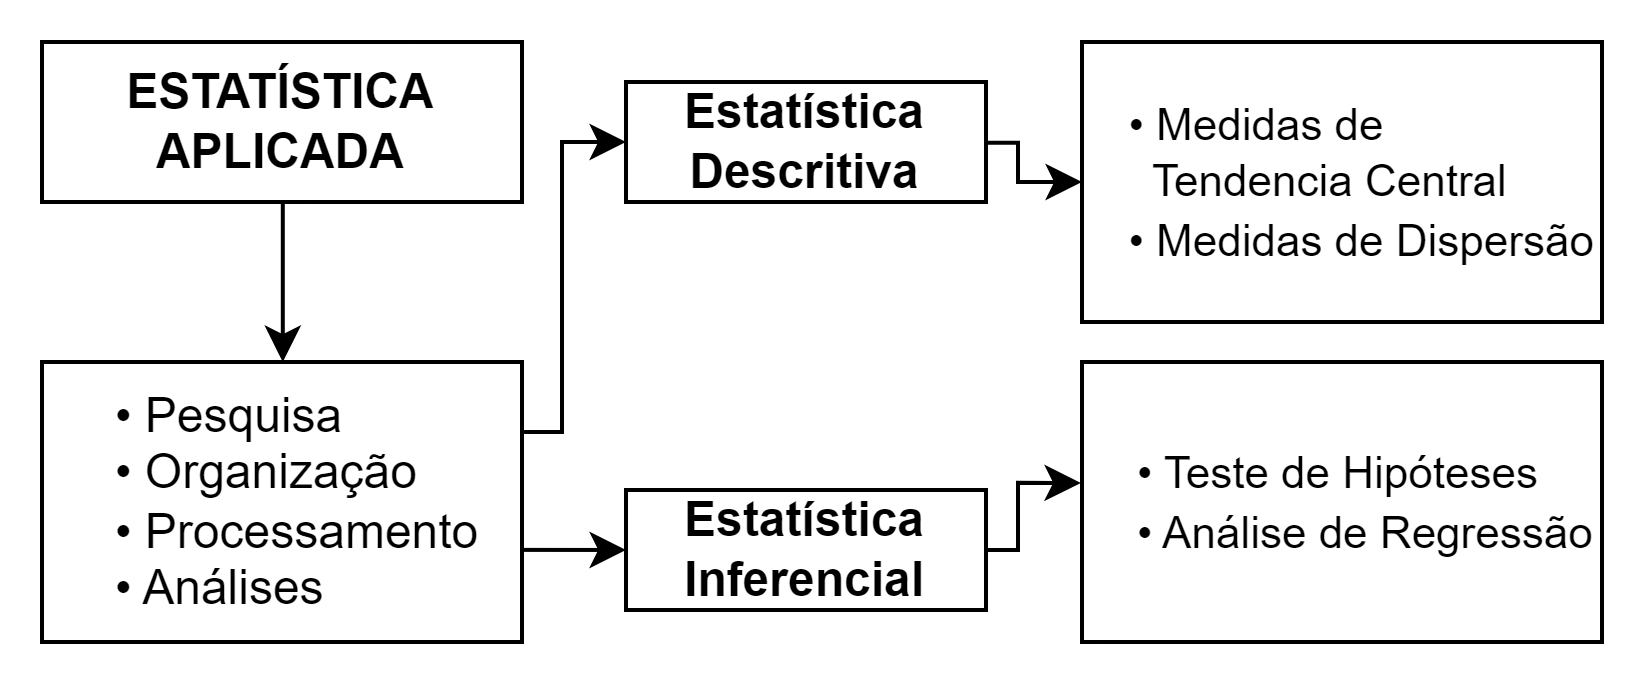 ESTATÍSTICA
APLICADA
• Pesquisa
• Organização
• Processamento
• Análises
Estatística
Descritiva
• Medidas de
Tendencia Central
• Medidas de Dispersão
Estatística
Inferencial
• Teste de Hipóteses
• Análise de Regressão